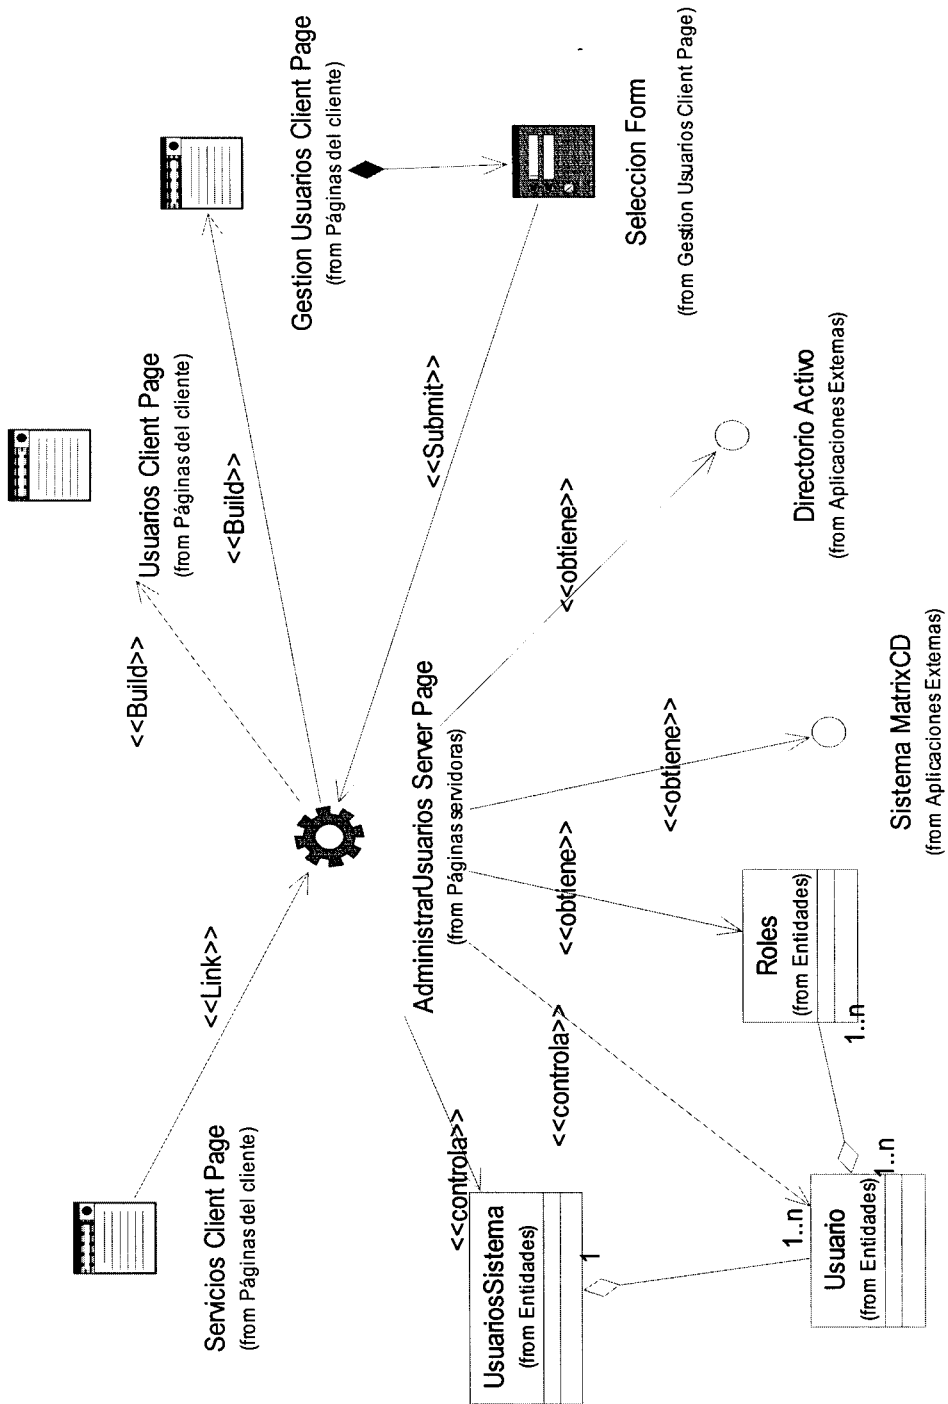 Servicios Client Page
(from Páginas del cliente)
<<Link>>
<<Build>>
Usuarios Client Page
(from Páginas del cliente)
<<Build>>
Gestion Usuarios Client Page
(from Páginas del cliente)
<<Submit>>
AdministrarUsuarios Server Page
(from Páginas servidoras)
Seleccion Form
(from Gestion Usuarios Client Page)
<<controla>>
<<controla>>
<<obtiene>>
<<obtiene>>
<<obtiene>>
UsuariosSistema
(from Entidades)
1
1..n
Usuario
(from Entidades)
1..n
Roles
(from Entidades)
1..n
Sistema MatrixCD
(from Aplicaciones Externas)
Directorio Activo
(from Aplicaciones Externas)